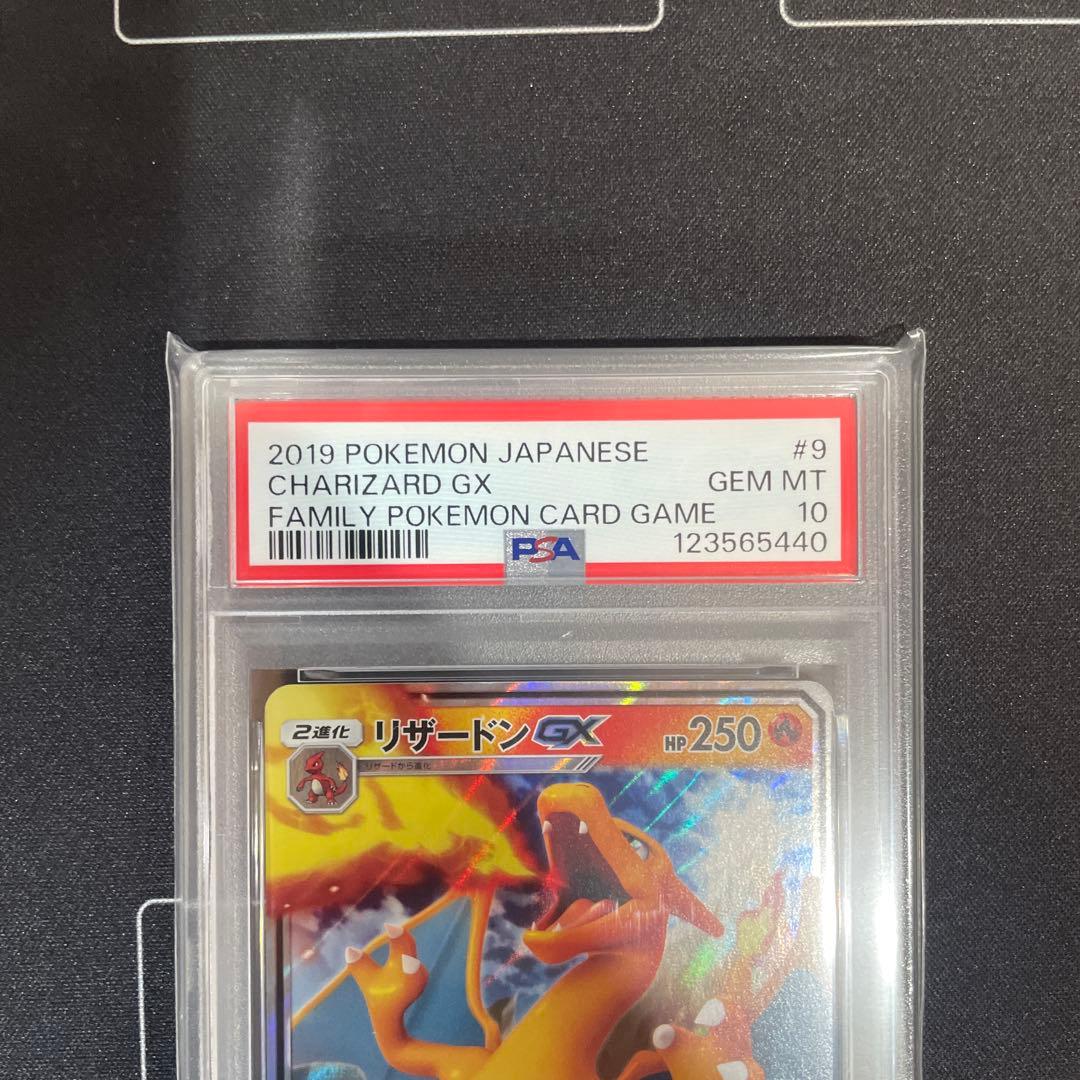 2019 POKEMON JAPANESE #9
CHARIZARD GX GEM MT
FAMILY POKEMON CARD GAME 10
PSA 123565440
2進化 リザードンGX HP250
リザードから進化